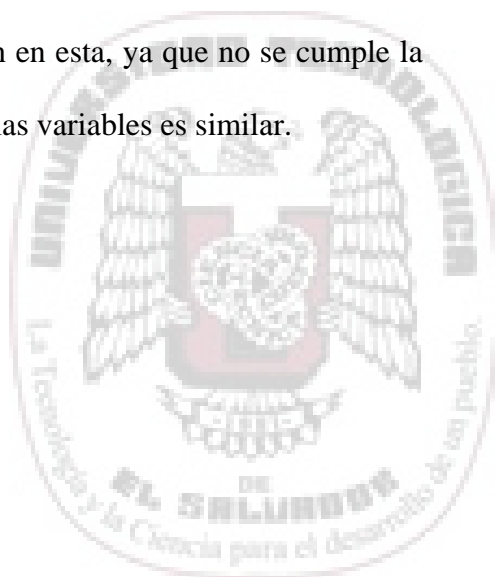 n en esta, ya que no se cumple la
las variables es similar.
UNIVERSIDAD TECNOLOGICA
DE
EL SALVADOR
La Tecnología y la Ciencia para el desarrollo de un pueblo.